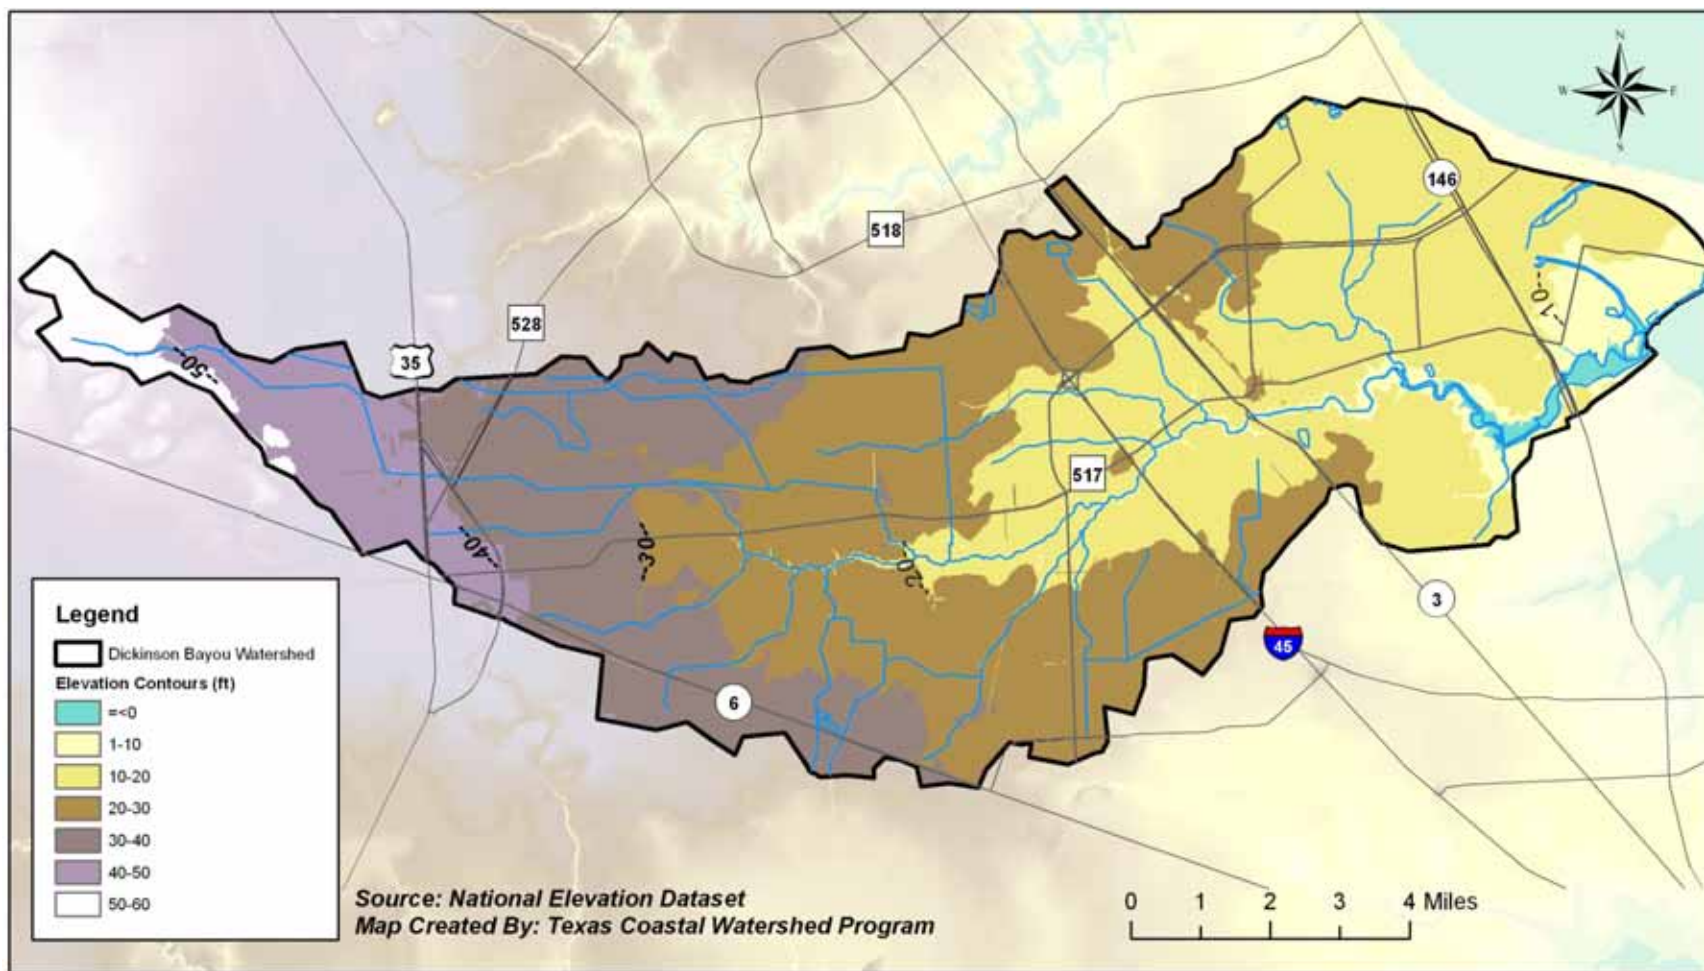 N
W
E
S
146
518
528
35
--50--
--10--
517
--40--
--30--
--20--
3
45
6
Legend
Dickinson Bayou Watershed
Elevation Contours (ft)
=<0
1-10
10-20
20-30
30-40
40-50
50-60
Source: National Elevation Dataset
Map Created By: Texas Coastal Watershed Program
0 1 2 3 4 Miles